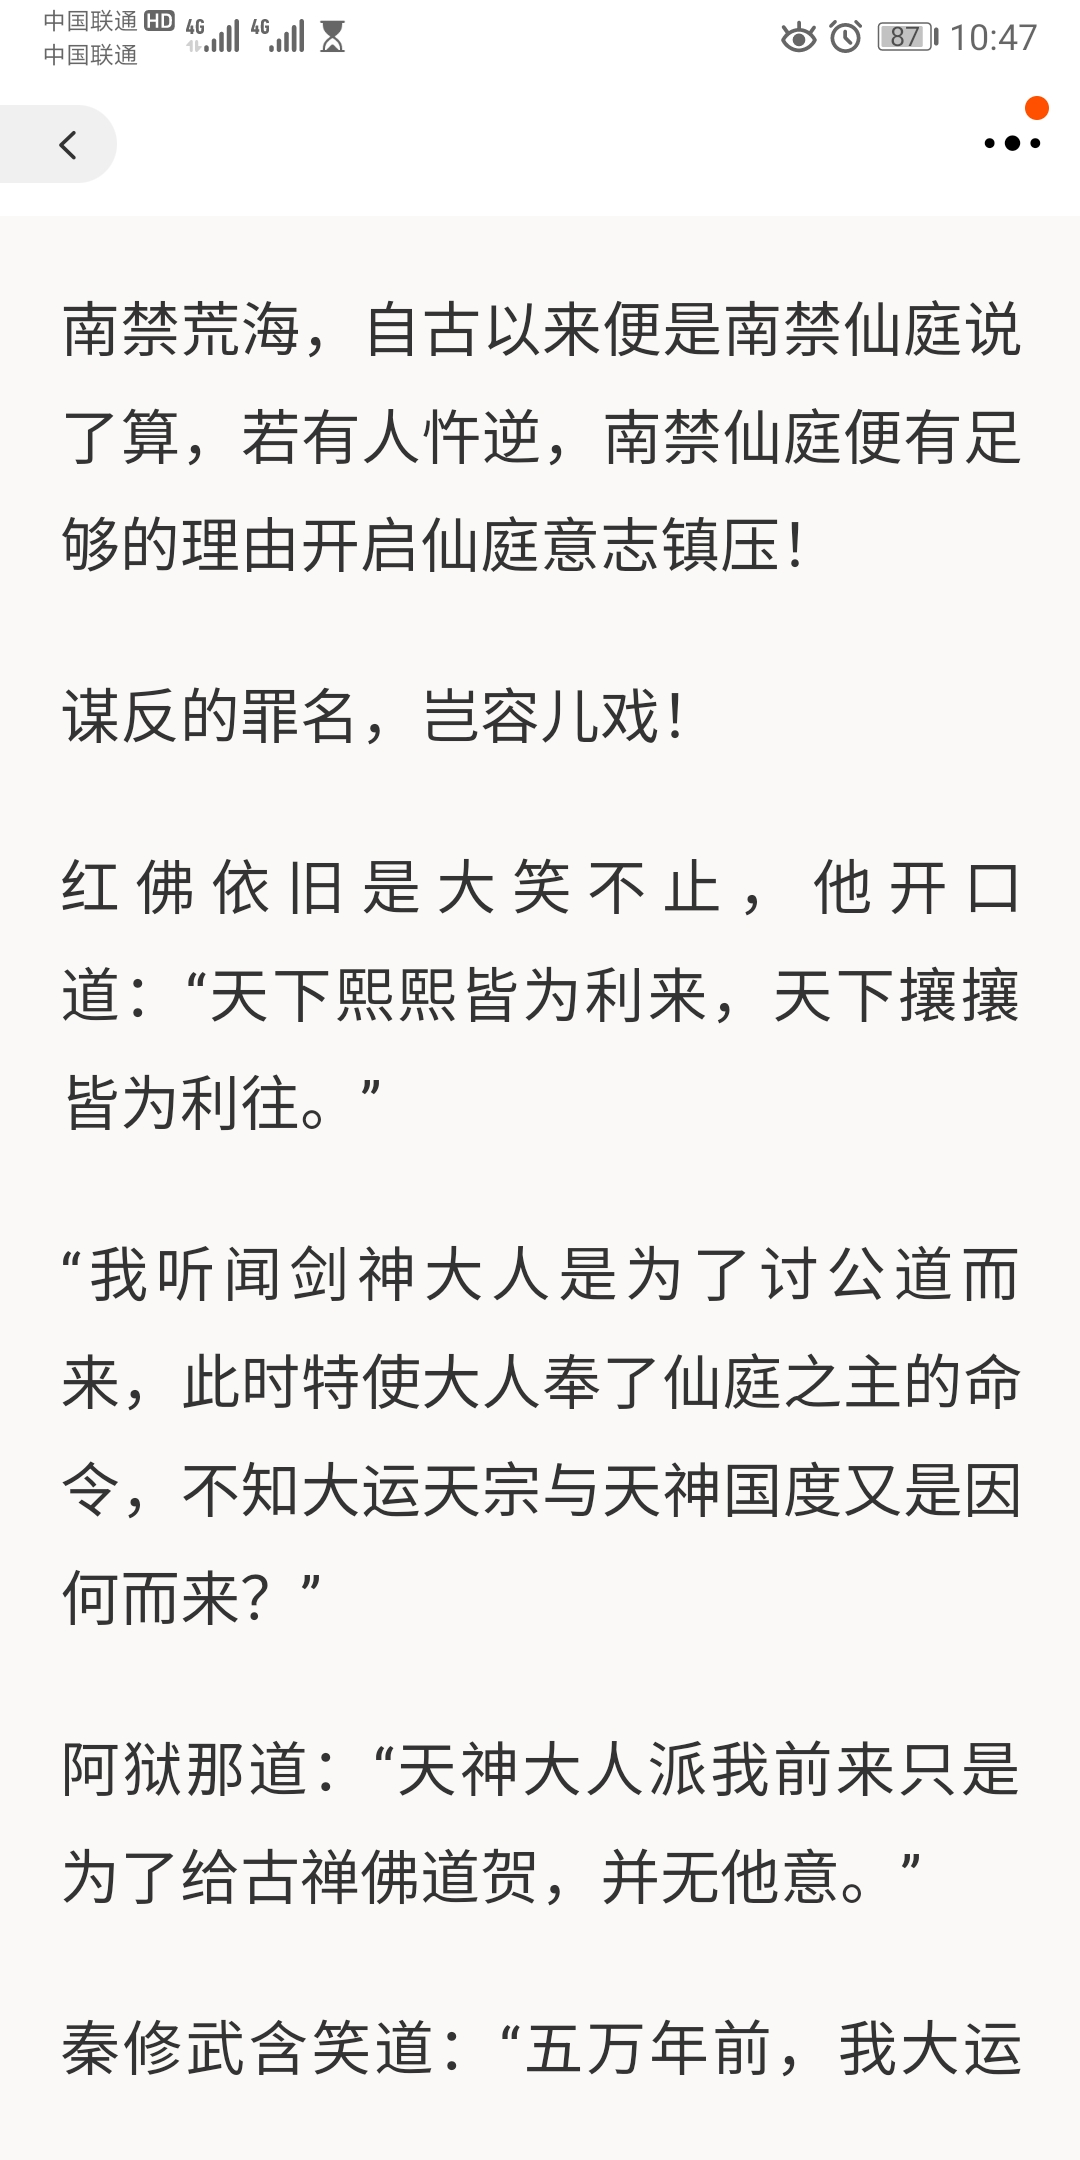 中国联通 HD 4G 4G 87 10:47
中国联通
南禁荒海，自古以来便是南禁仙庭说
了算，若有人忤逆，南禁仙庭便有足
够的理由开启仙庭意志镇压！
谋反的罪名，岂容儿戏！
红佛依旧是大笑不止，他开口
道：“天下熙熙皆为利来，天下攘攘
皆为利往。”
“我听闻剑神大人是为了讨公道而
来，此时特使大人奉了仙庭之主的命
令，不知大运天宗与天神国度又是因
何而来？”
阿狱那道：“天神大人派我前来只是
为了给古禅佛道贺，并无他意。”
秦修武含笑道：“五万年前，我大运